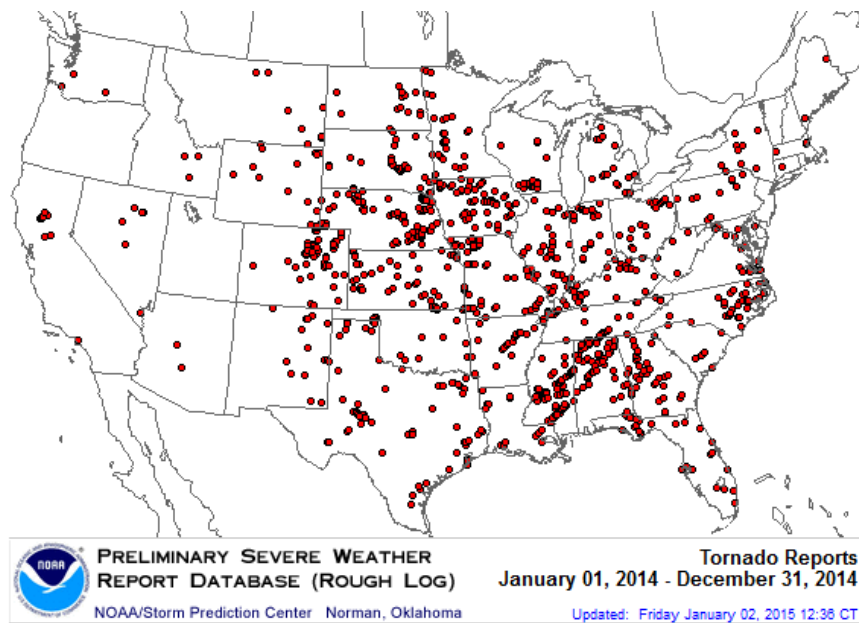 NOAA
PRELIMINARY SEVERE WEATHER
REPORT DATABASE (ROUGH LOG)
NOAA/Storm Prediction Center Norman, Oklahoma
Tornado Reports
January 01, 2014 - December 31, 2014
Updated: Friday January 02, 2015 12:36 CT